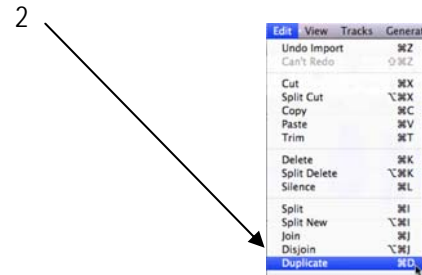 2
Edit View Tracks Generat
Undo Import ⌘Z
Can't Redo ⇧⌘Z
Cut ⌘X
Split Cut ⌥⌘X
Copy ⌘C
Paste ⌘V
Trim ⌘T
Delete ⌘K
Split Delete ⌥⌘K
Silence ⌘L
Split ⌘I
Split New ⌥⌘I
Join ⌘J
Disjoin ⌥⌘J
Duplicate ⌘D